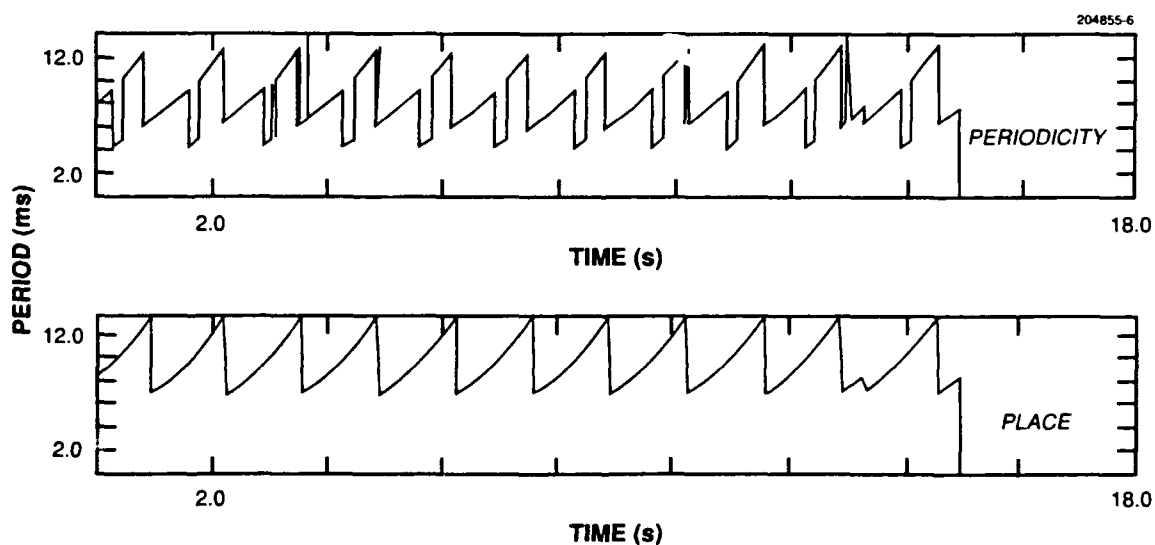 204855-6
12.0
2.0
PERIODICITY
2.0
18.0
TIME (s)
PERIOD (ms)
12.0
2.0
PLACE
2.0
18.0
TIME (s)